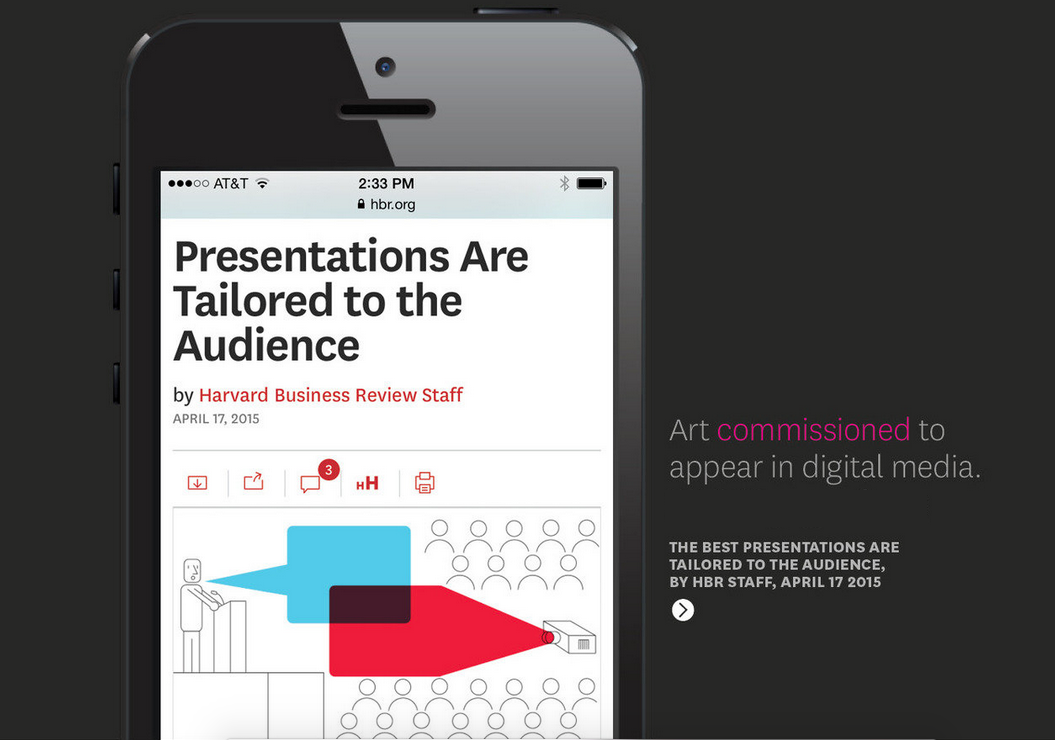 AT&T 2:33 PM
hbr.org
Presentations Are
Tailored to the
Audience
by Harvard Business Review Staff
APRIL 17, 2015
3
HH
Art commissioned to
appear in digital media.
THE BEST PRESENTATIONS ARE
TAILORED TO THE AUDIENCE,
BY HBR STAFF, APRIL 17 2015